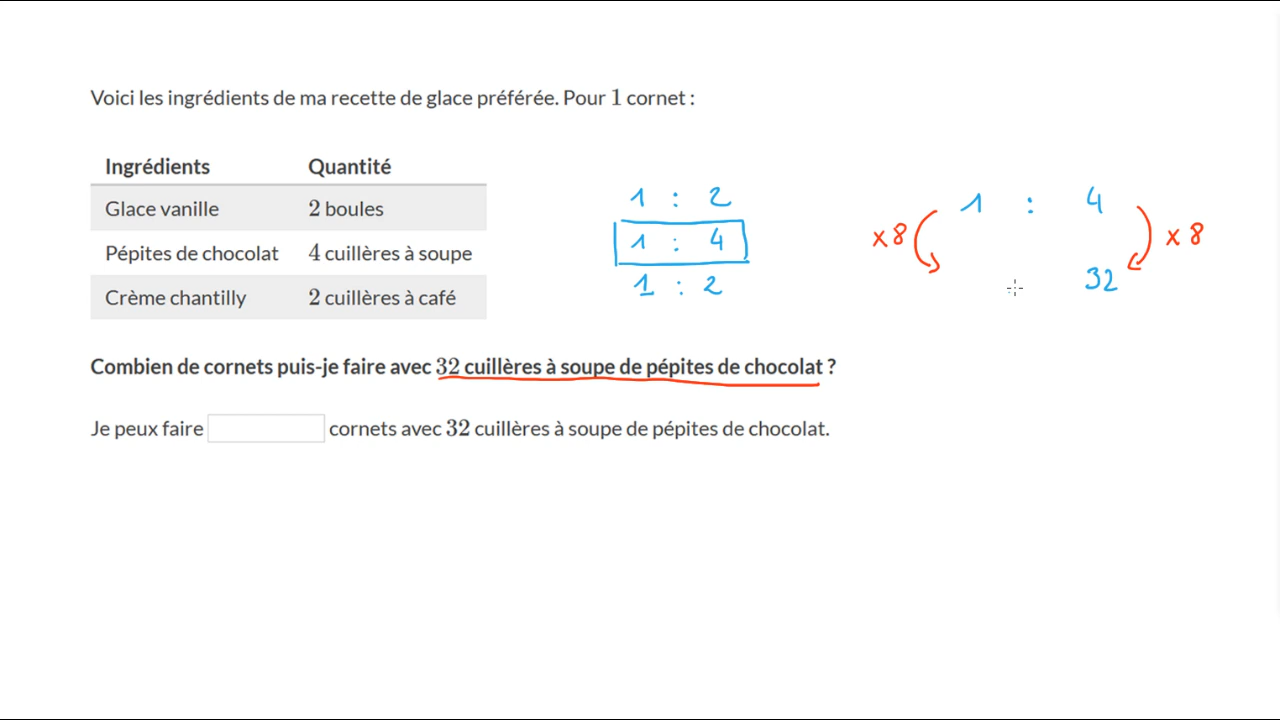 Voici les ingrédients de ma recette de glace préférée. Pour 1 cornet :
Ingrédients Quantité
Glace vanille 2 boules
Pépites de chocolat 4 cuillères à soupe
Crème chantilly 2 cuillères à café
1 : 2
1 : 4
1 : 2
1 : 4
x 8 x 8
32
Combien de cornets puis-je faire avec 32 cuillères à soupe de pépites de chocolat ?
Je peux faire cornets avec 32 cuillères à soupe de pépites de chocolat.